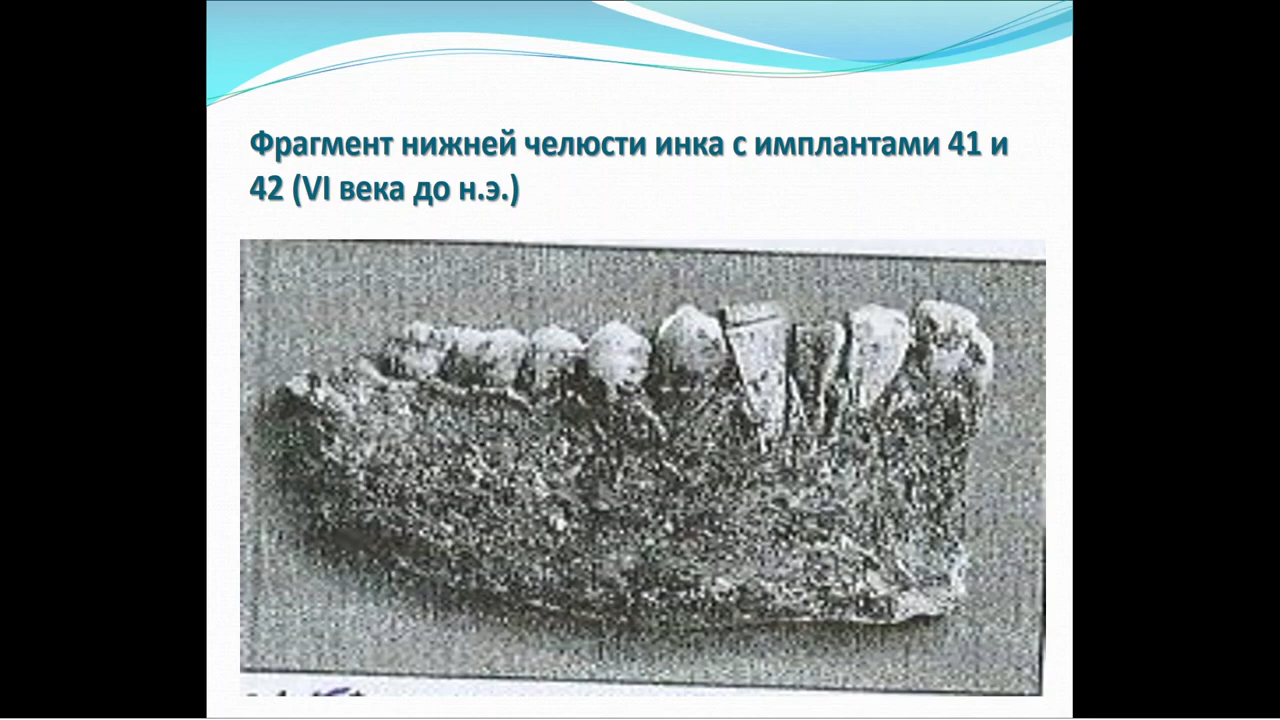 Фрагмент нижней челюсти инка с имплантами 41 и
42 (VI века до н.э.)